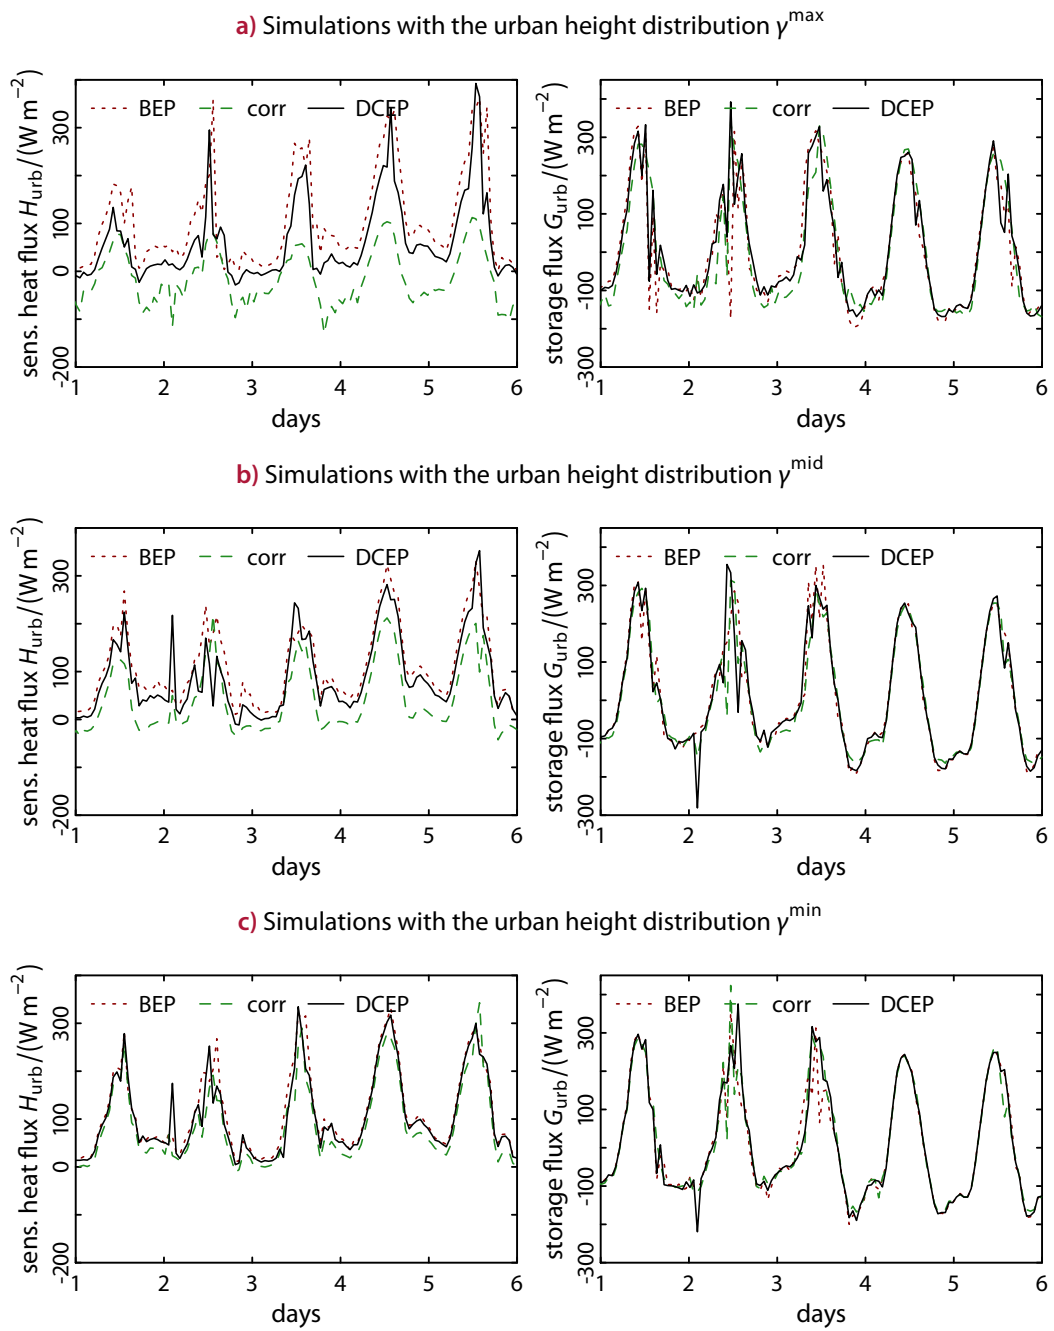 a) Simulations with the urban height distribution γ^max
sens. heat flux H_urb/(W m⁻²)
-200 0 100 300
BEP corr DCEP
1 2 3 4 5 6
days
storage flux G_urb/(W m⁻²)
-300 -100 100 300
BEP corr DCEP
1 2 3 4 5 6
days
b) Simulations with the urban height distribution γ^mid
sens. heat flux H_urb/(W m⁻²)
-200 0 100 300
BEP corr DCEP
1 2 3 4 5 6
days
storage flux G_urb/(W m⁻²)
-300 -100 100 300
BEP corr DCEP
1 2 3 4 5 6
days
c) Simulations with the urban height distribution γ^min
sens. heat flux H_urb/(W m⁻²)
-200 0 100 300
BEP corr DCEP
1 2 3 4 5 6
days
storage flux G_urb/(W m⁻²)
-300 -100 100 300
BEP corr DCEP
1 2 3 4 5 6
days